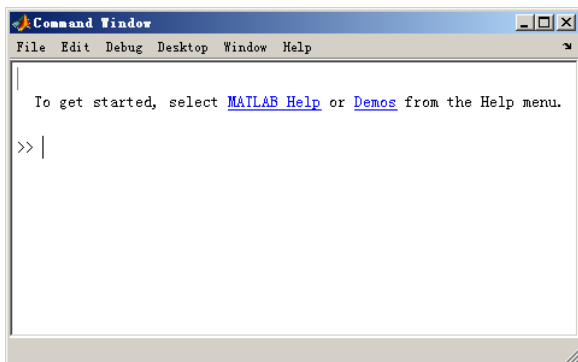 Command Window
File Edit Debug Desktop Window Help
To get started, select MATLAB Help or Demos from the Help menu.
>>